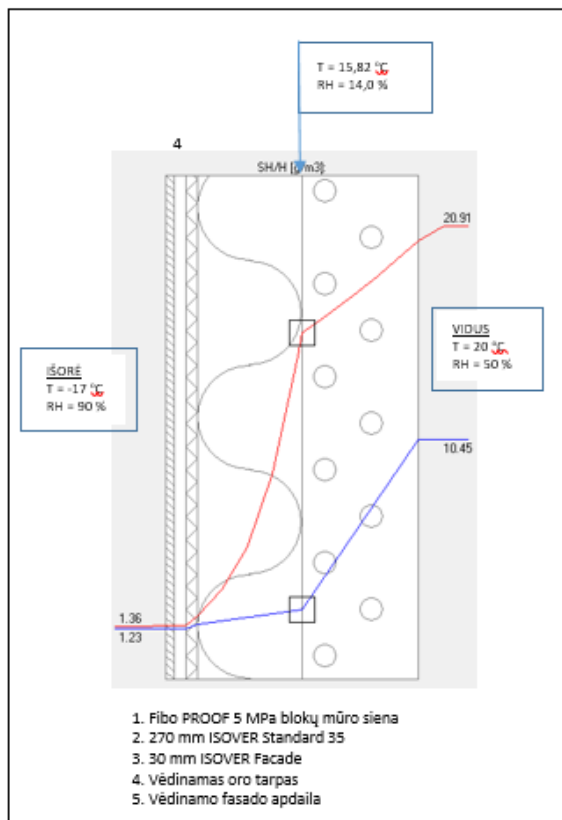 T = 15,82 °C
RH = 14,0 %
4
SH/H [g/m3]:
20.91
IŠORĖ
T = -17 °C
RH = 90 %
VIDUS
T = 20 °C
RH = 50 %
10.45
1.36
1.23
1. Fibo PROOF 5 MPa blokų mūro siena
2. 270 mm ISOVER Standard 35
3. 30 mm ISOVER Facade
4. Vėdinamas oro tarpas
5. Vėdinamo fasado apdaila